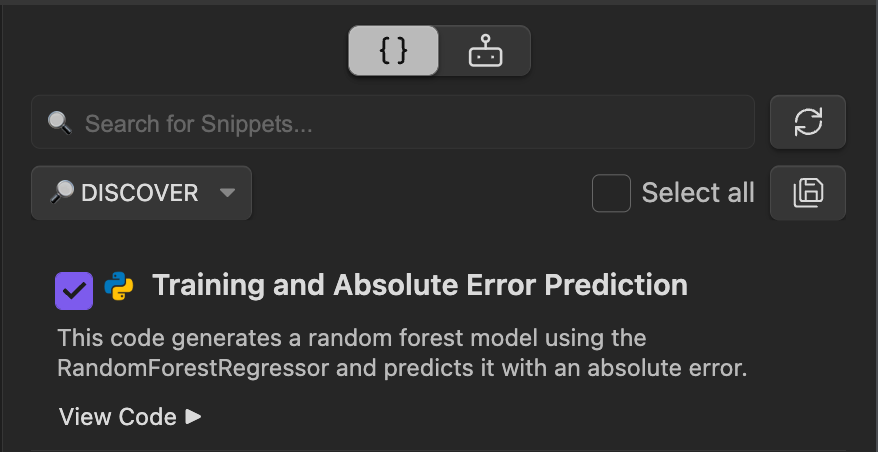 { }
Search for Snippets...
DISCOVER
Select all
Training and Absolute Error Prediction
This code generates a random forest model using the
RandomForestRegressor and predicts it with an absolute error.
View Code